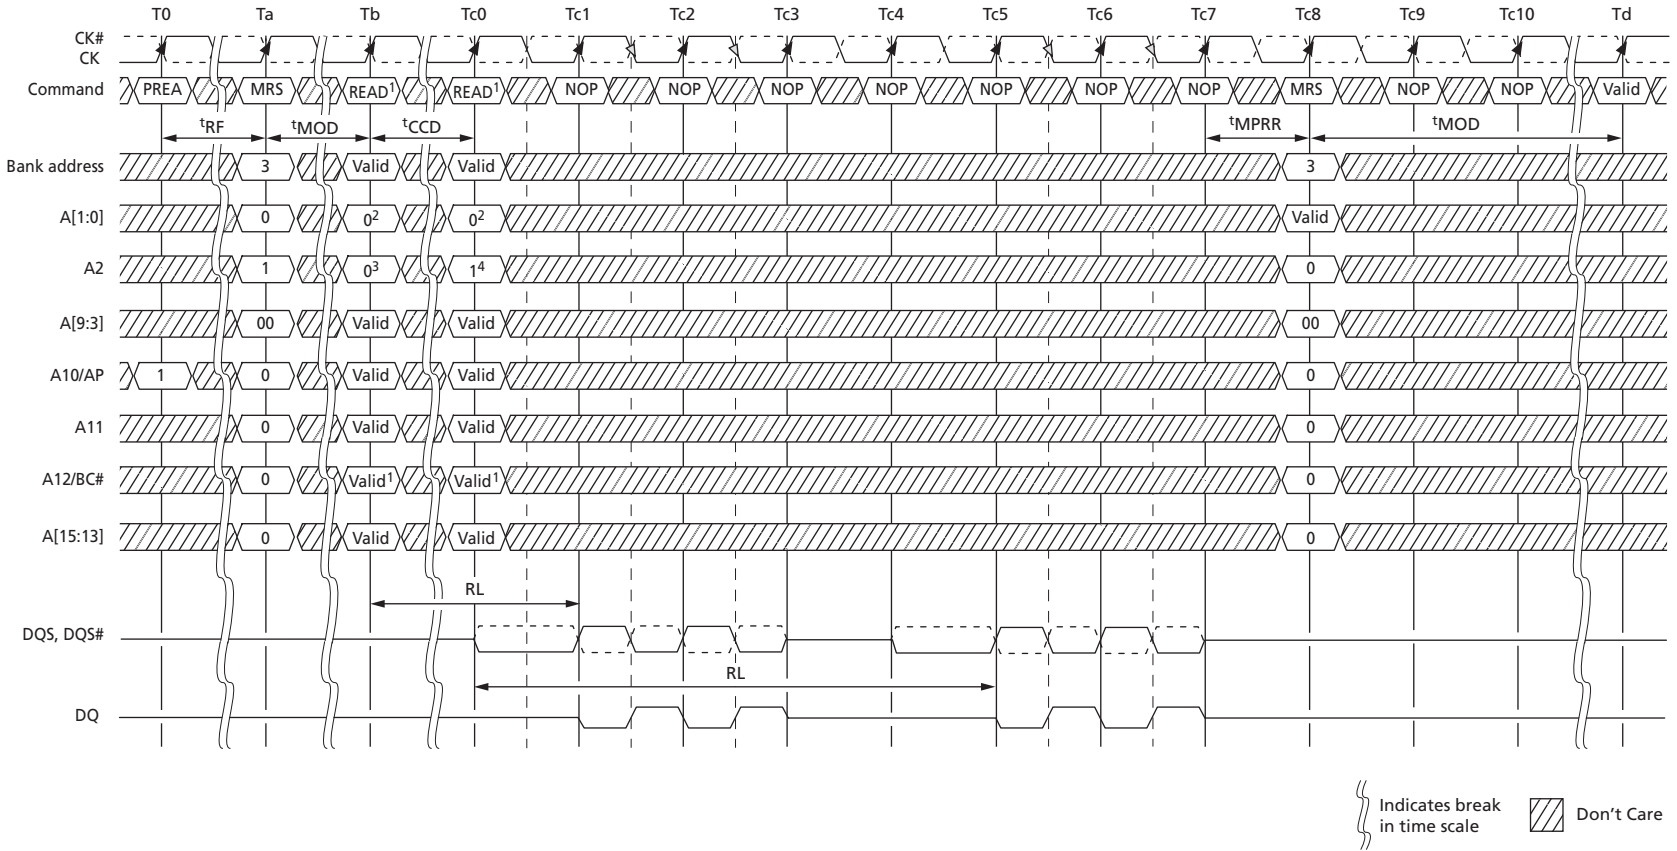 T0 Ta Tb Tc0 Tc1 Tc2 Tc3 Tc4 Tc5 Tc6 Tc7 Tc8 Tc9 Tc10 Td
CK#
CK
Command PREA MRS READ¹ READ¹ NOP NOP NOP NOP NOP NOP NOP MRS NOP NOP Valid
ᵗRF ᵗMOD ᵗCCD ᵗMPRR ᵗMOD
Bank address 3 Valid Valid 3
A[1:0] 0 0² 0² Valid
A2 1 0³ 1⁴ 0
A[9:3] 00 Valid Valid 00
A10/AP 1 0 Valid Valid 0
A11 0 Valid Valid 0
A12/BC# 0 Valid¹ Valid¹ 0
A[15:13] 0 Valid Valid 0
RL
DQS, DQS#
RL
DQ
Indicates break
in time scale
Don't Care